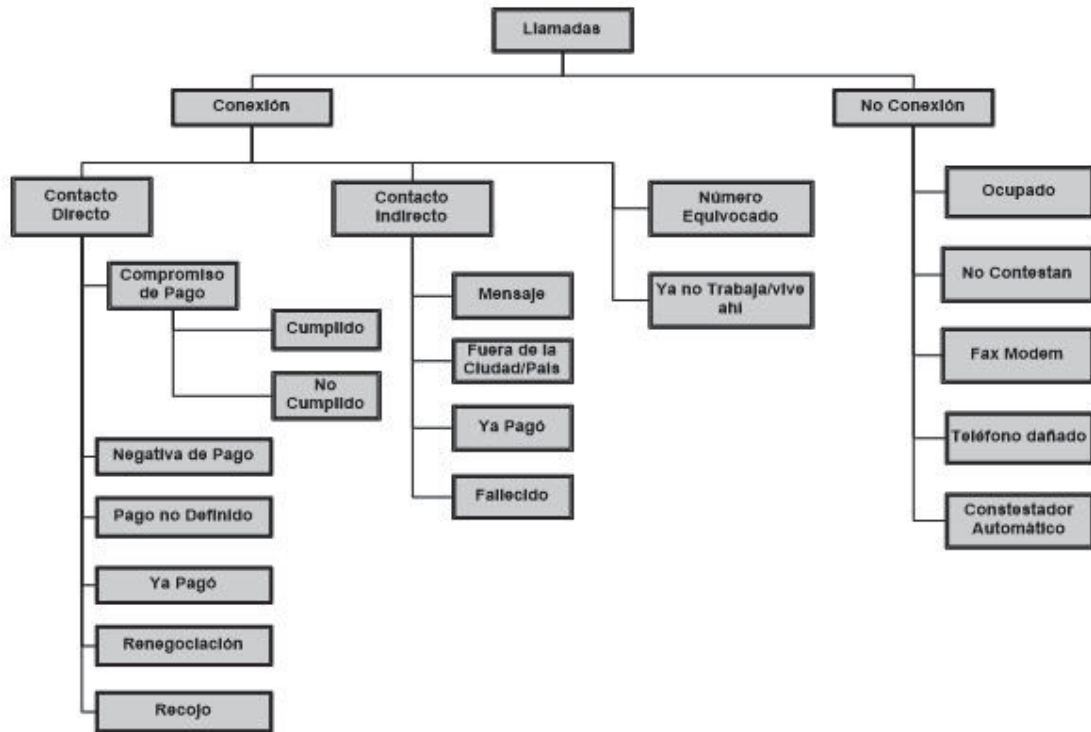 Llamadas
Conexión
No Conexión
Contacto
Directo
Contacto
Indirecto
Número
Equivocado
Ya no Trabaja/vive
ahi
Compromiso
de Pago
Cumplido
No
Cumplido
Negativa de Pago
Pago no Definido
Ya Pagó
Renegociación
Recojo
Mensaje
Fuera de la
Ciudad/Pais
Ya Pagó
Fallecido
Ocupado
No Contestan
Fax Modem
Teléfono dañado
Constestador
Automático